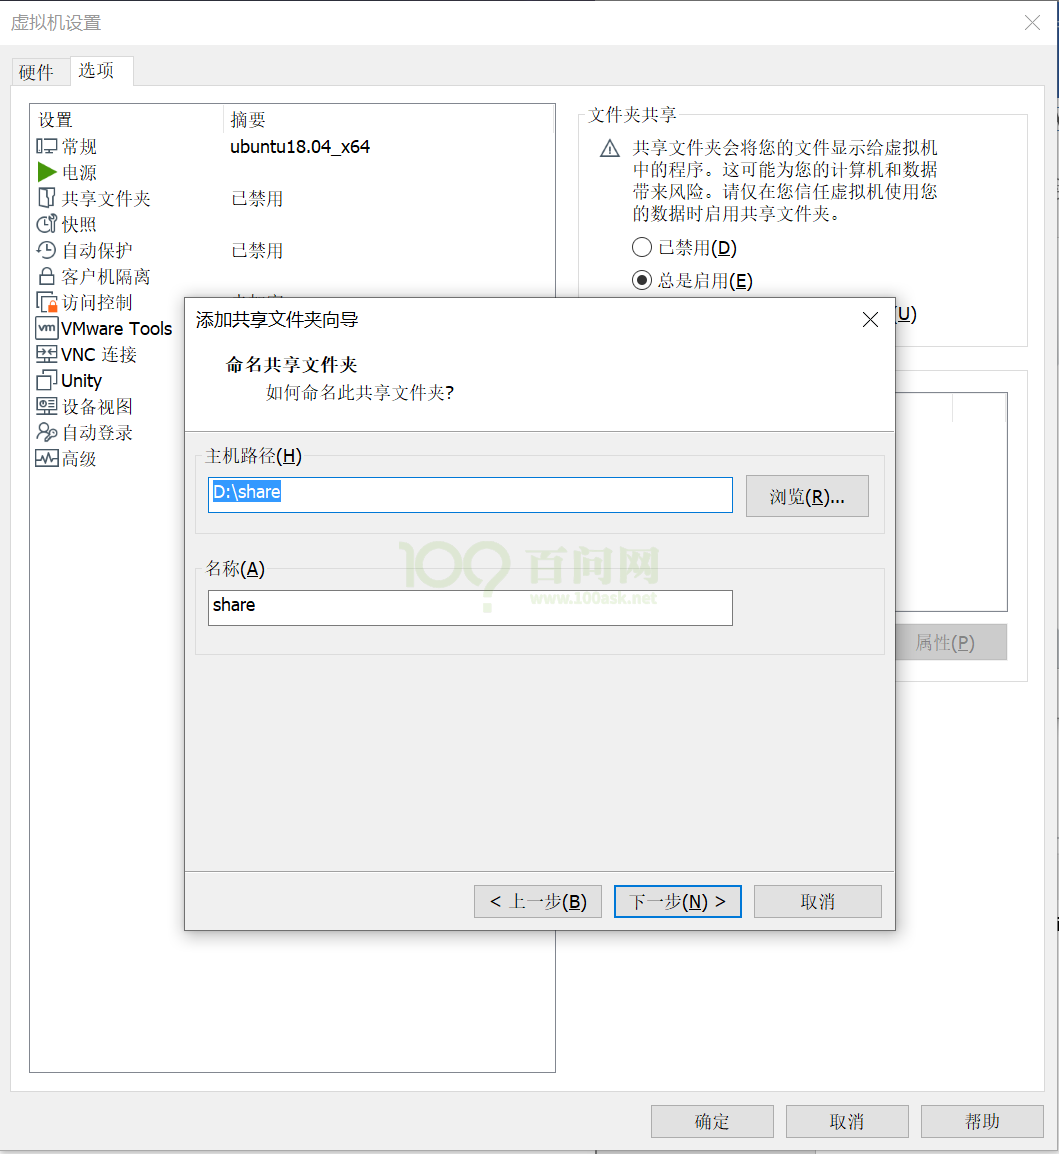 虚拟机设置
硬件 选项
设置 摘要
常规 ubuntu18.04_x64
电源
共享文件夹 已禁用
快照
自动保护 已禁用
客户机隔离
访问控制
VMware Tools
VNC 连接
Unity
设备视图
自动登录
高级
文件夹共享
共享文件夹会将您的文件显示给虚拟机
中的程序。这可能为您的计算机和数据
带来风险。请仅在您信任虚拟机使用您
的数据时启用共享文件夹。
已禁用(D)
总是启用(E)
(U)
添加共享文件夹向导
命名共享文件夹
如何命名此共享文件夹?
主机路径(H)
D:\share
浏览(R)...
名称(A)
share
100? 百问网
www.100ask.net
属性(P)
< 上一步(B) 下一步(N) > 取消
确定 取消 帮助